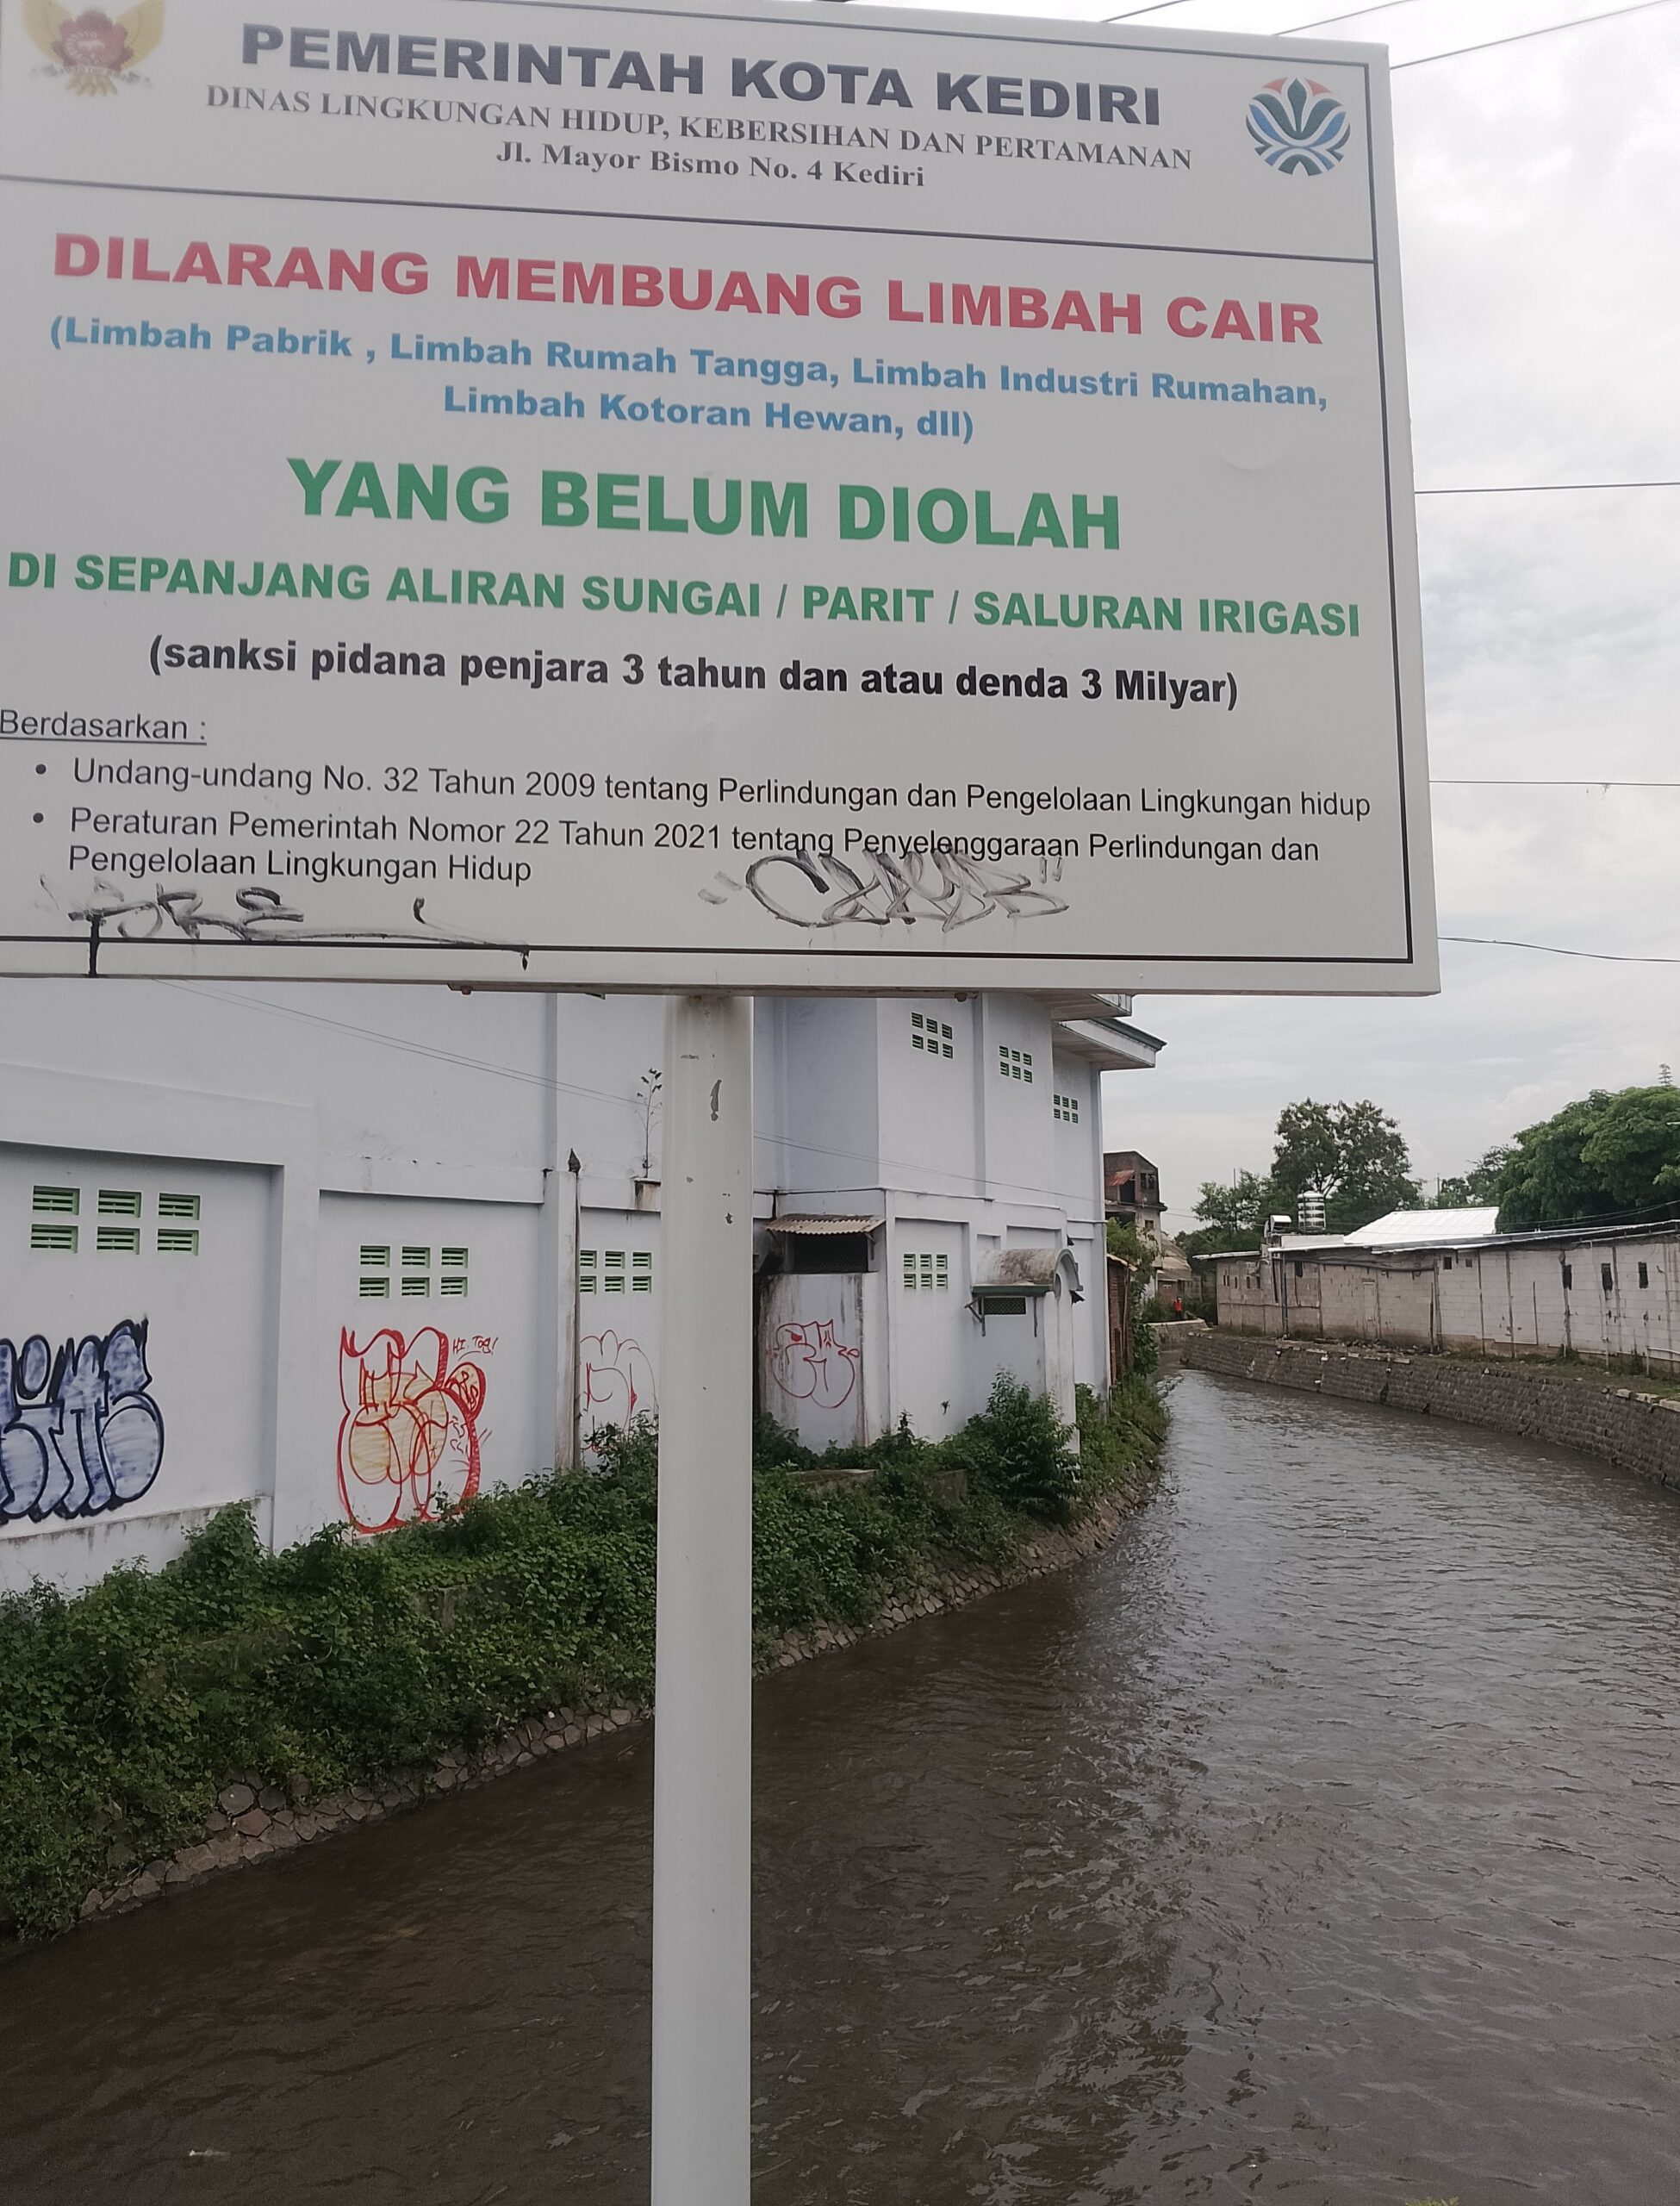 PEMERINTAH KOTA KEDIRI
DINAS LINGKUNGAN HIDUP, KEBERSIHAN DAN PERTAMANAN
Jl. Mayor Bismo No. 4 Kediri
DILARANG MEMBUANG LIMBAH CAIR
(Limbah Pabrik , Limbah Rumah Tangga, Limbah Industri Rumahan,
Limbah Kotoran Hewan, dll)
YANG BELUM DIOLAH
DI SEPANJANG ALIRAN SUNGAI / PARIT / SALURAN IRIGASI
(sanksi pidana penjara 3 tahun dan atau denda 3 Milyar)
Berdasarkan :
• Undang-undang No. 32 Tahun 2009 tentang Perlindungan dan Pengelolaan Lingkungan hidup
• Peraturan Pemerintah Nomor 22 Tahun 2021 tentang Penyelenggaraan Perlindungan dan
Pengelolaan Lingkungan Hidup